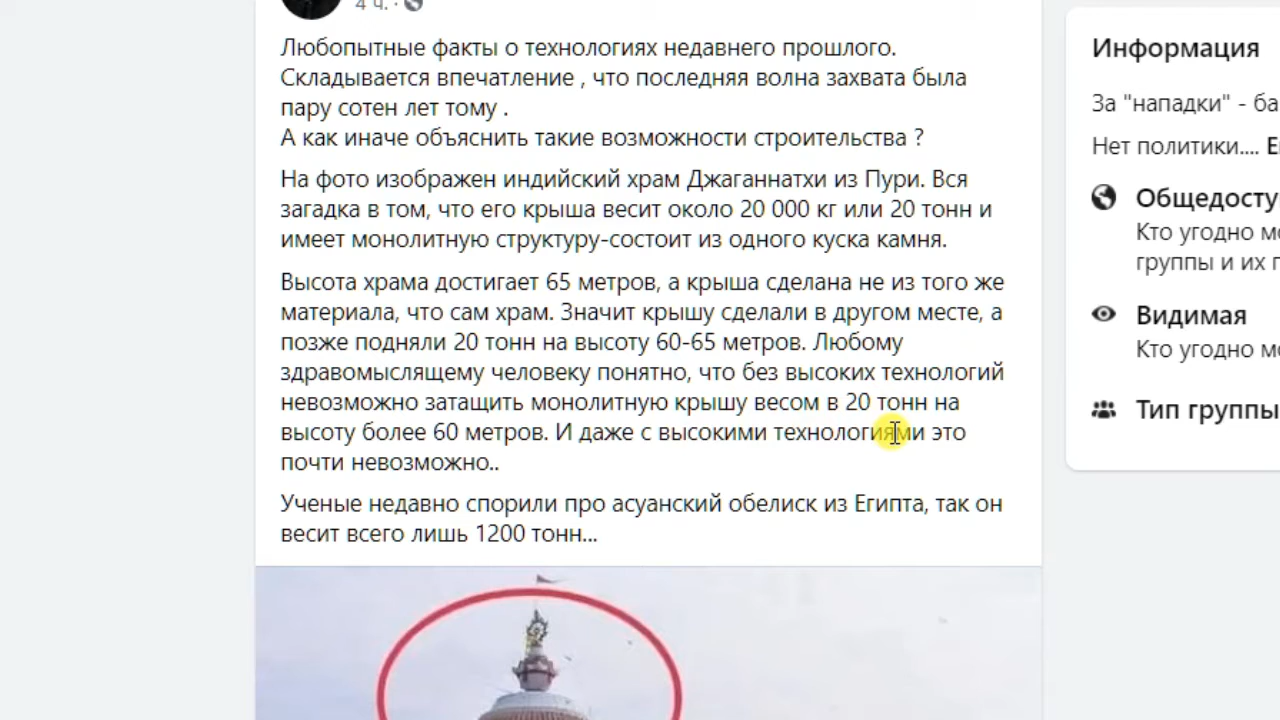 4 ч. ·
Любопытные факты о технологиях недавнего прошлого.
Складывается впечатление , что последняя волна захвата была
пару сотен лет тому .
А как иначе объяснить такие возможности строительства ?
На фото изображен индийский храм Джаганнатхи из Пури. Вся
загадка в том, что его крыша весит около 20 000 кг или 20 тонн и
имеет монолитную структуру-состоит из одного куска камня.
Высота храма достигает 65 метров, а крыша сделана не из того же
материала, что сам храм. Значит крышу сделали в другом месте, а
позже подняли 20 тонн на высоту 60-65 метров. Любому
здравомыслящему человеку понятно, что без высоких технологий
невозможно затащить монолитную крышу весом в 20 тонн на
высоту более 60 метров. И даже с высокими технологиями это
почти невозможно..
Ученые недавно спорили про асуанский обелиск из Египта, так он
весит всего лишь 1200 тонн...
Информация
За "нападки" - ба
Нет политики.... Е
Общедосту
Кто угодно мо
группы и их п
Видимая
Кто угодно мо
Тип группы